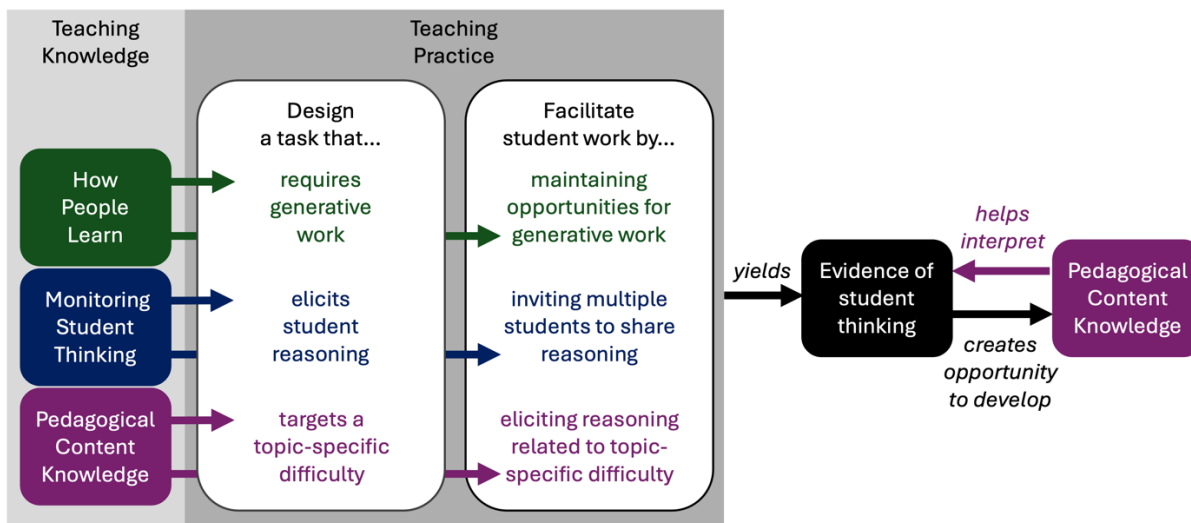 Teaching
Knowledge
Teaching
Practice
Design
a task that...
Facilitate
student work by...
How
People
Learn
requires
generative
work
maintaining
opportunities for
generative work
Monitoring
Student
Thinking
elicits
student
reasoning
inviting multiple
students to share
reasoning
Pedagogical
Content
Knowledge
targets a
topic-specific
difficulty
eliciting reasoning
related to topic-
specific difficulty
yields
Evidence of
student
thinking
helps
interpret
creates
opportunity
to develop
Pedagogical
Content
Knowledge